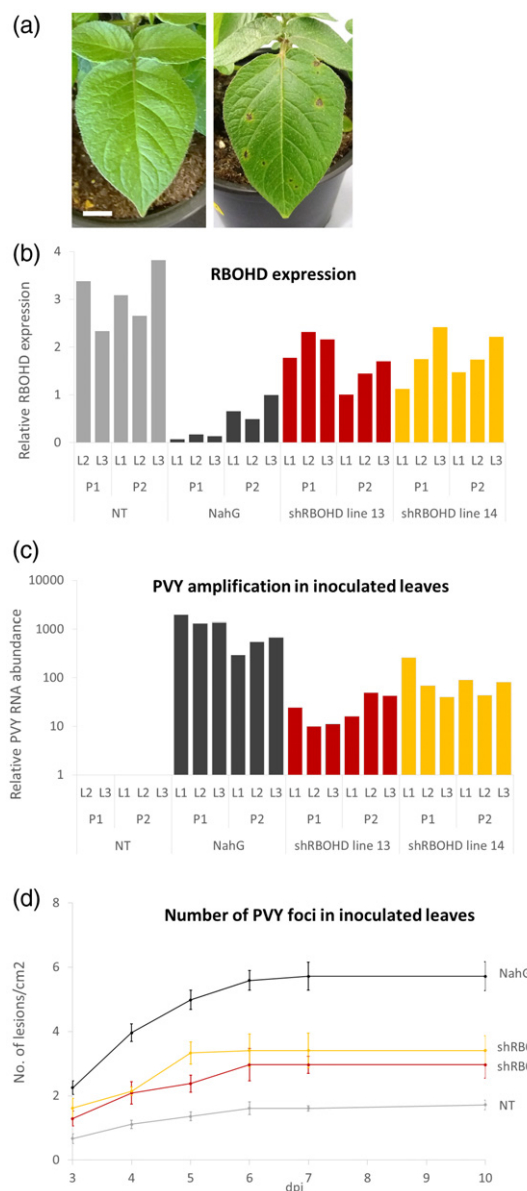 (a)
(b)
RBOHD expression
Relative RBOHD expression
4
3
2
1
0
L2 L3 L1 L2 L3 L1 L2 L3 L1 L2 L3 L1 L2 L3 L1 L2 L3 L1 L2 L3 L1 L2 L3
P1 P2 P1 P2 P1 P2 P1 P2
NT NahG shRBOHD line 13 shRBOHD line 14
(c)
PVY amplification in inoculated leaves
Relative PVY RNA abundance
10000
1000
100
10
1
L2 L3 L1 L2 L3 L1 L2 L3 L1 L2 L3 L1 L2 L3 L1 L2 L3 L1 L2 L3 L1 L2 L3
P1 P2 P1 P2 P1 P2 P1 P2
NT NahG shRBOHD line 13 shRBOHD line 14
(d)
Number of PVY foci in inoculated leaves
No. of lesions/cm2
8
6
4
2
0
NahG
NT
3 4 5 6 7 8 9 10
dpi